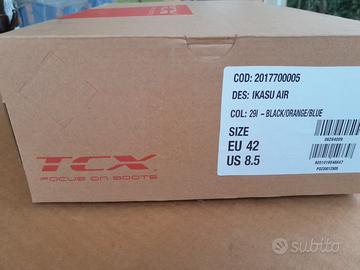 COD: 2017700005
DES: IKASU AIR
COL: 29I - BLACK/ORANGE/BLUE
SIZE
EU 42
US 8.5
TCX
FOCUS ON BOOTS
subito